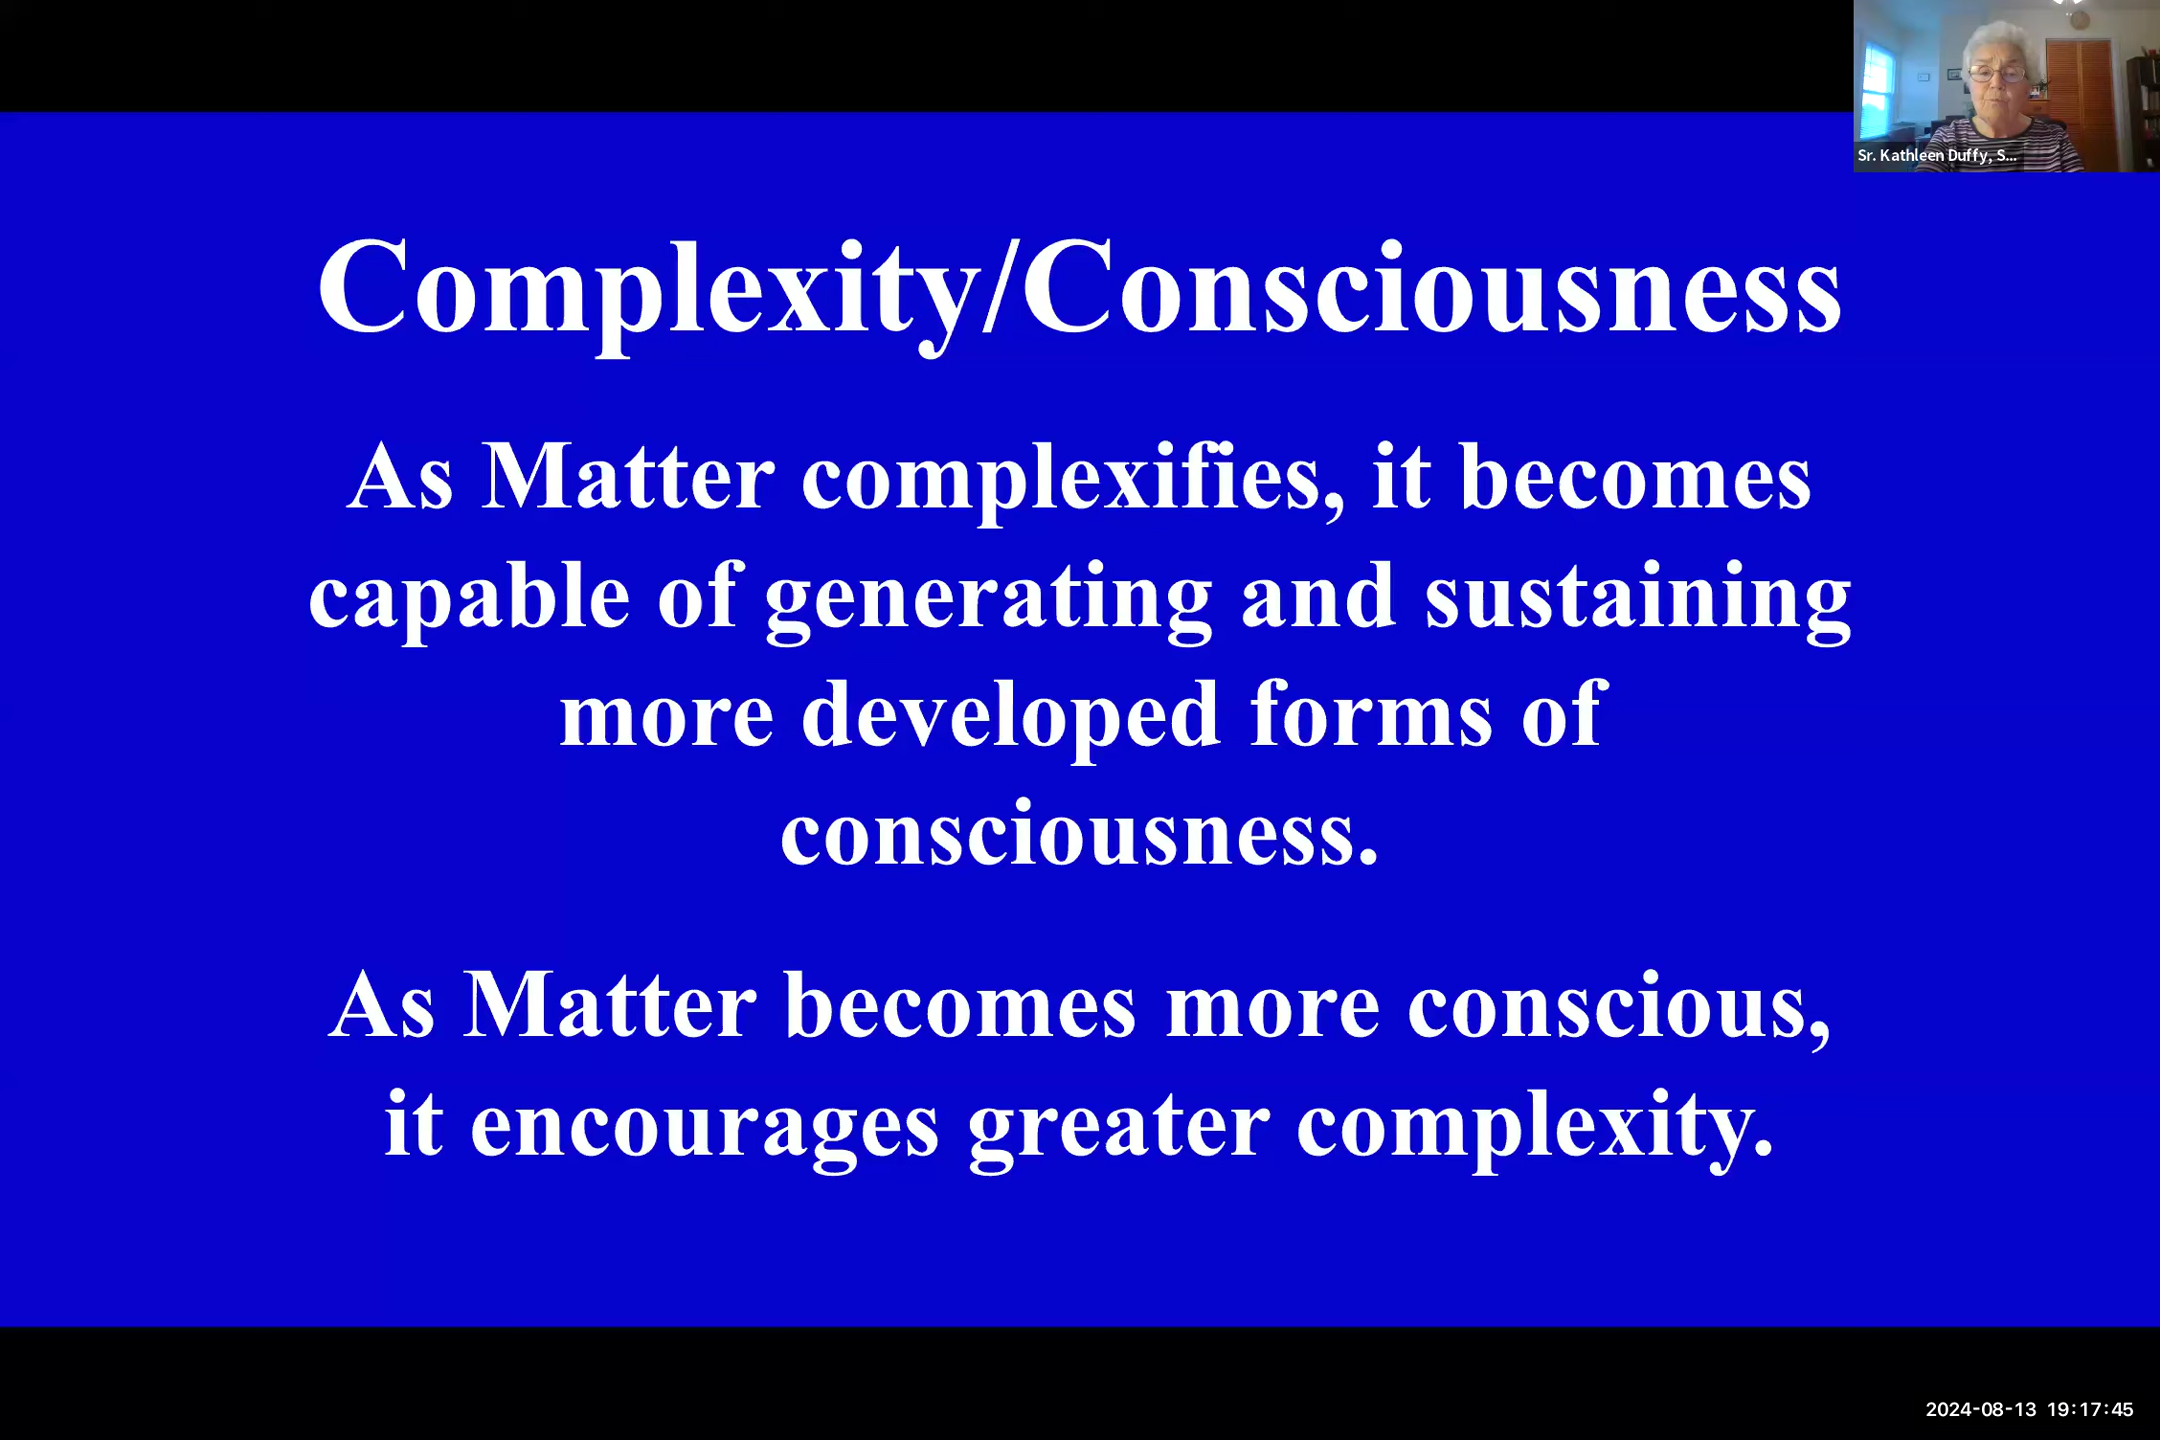 Sr. Kathleen Duffy, S...
Complexity/Consciousness
As Matter complexifies, it becomes
capable of generating and sustaining
more developed forms of
consciousness.
As Matter becomes more conscious,
it encourages greater complexity.
2024-08-13 19:17:45